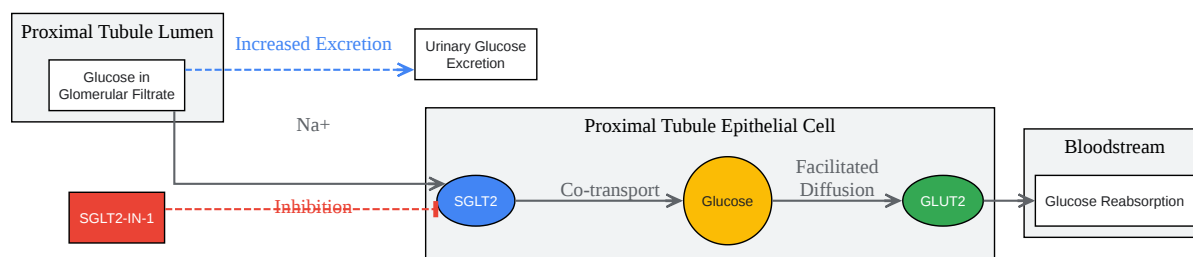 Proximal Tubule Lumen
Glucose in
Glomerular Filtrate
Increased Excretion
Urinary Glucose
Excretion
Na+
Proximal Tubule Epithelial Cell
SGLT2-IN-1
Inhibition
SGLT2
Co-transport
Glucose
Facilitated
Diffusion
GLUT2
Bloodstream
Glucose Reabsorption